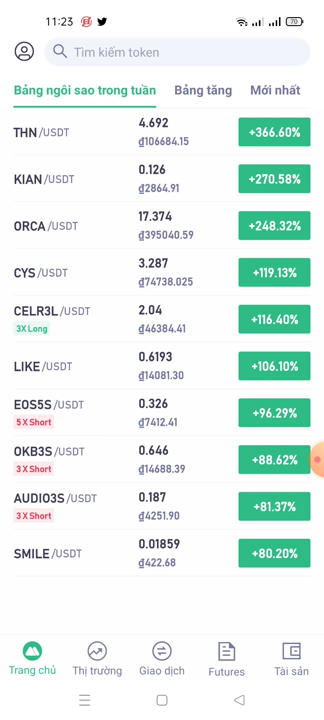 11:23
70
Tìm kiếm token
Bảng ngôi sao trong tuần Bảng tăng Mới nhất
THN /USDT 4.692 +366.60%
₫106684.15
KIAN /USDT 0.126 +270.58%
₫2864.91
ORCA /USDT 17.374 +248.32%
₫395040.59
CYS /USDT 3.287 +119.13%
₫74738.025
CELR3L /USDT 2.04 +116.40%
3X Long ₫46384.41
LIKE /USDT 0.6193 +106.10%
₫14081.30
EOS5S /USDT 0.326 +96.29%
5 X Short ₫7412.41
OKB3S /USDT 0.646 +88.62%
3 X Short ₫14688.39
AUDIO3S /USDT 0.187 +81.37%
3 X Short ₫4251.90
SMILE /USDT 0.01859 +80.20%
₫422.68
Trang chủ Thị trường Giao dịch Futures Tài sản